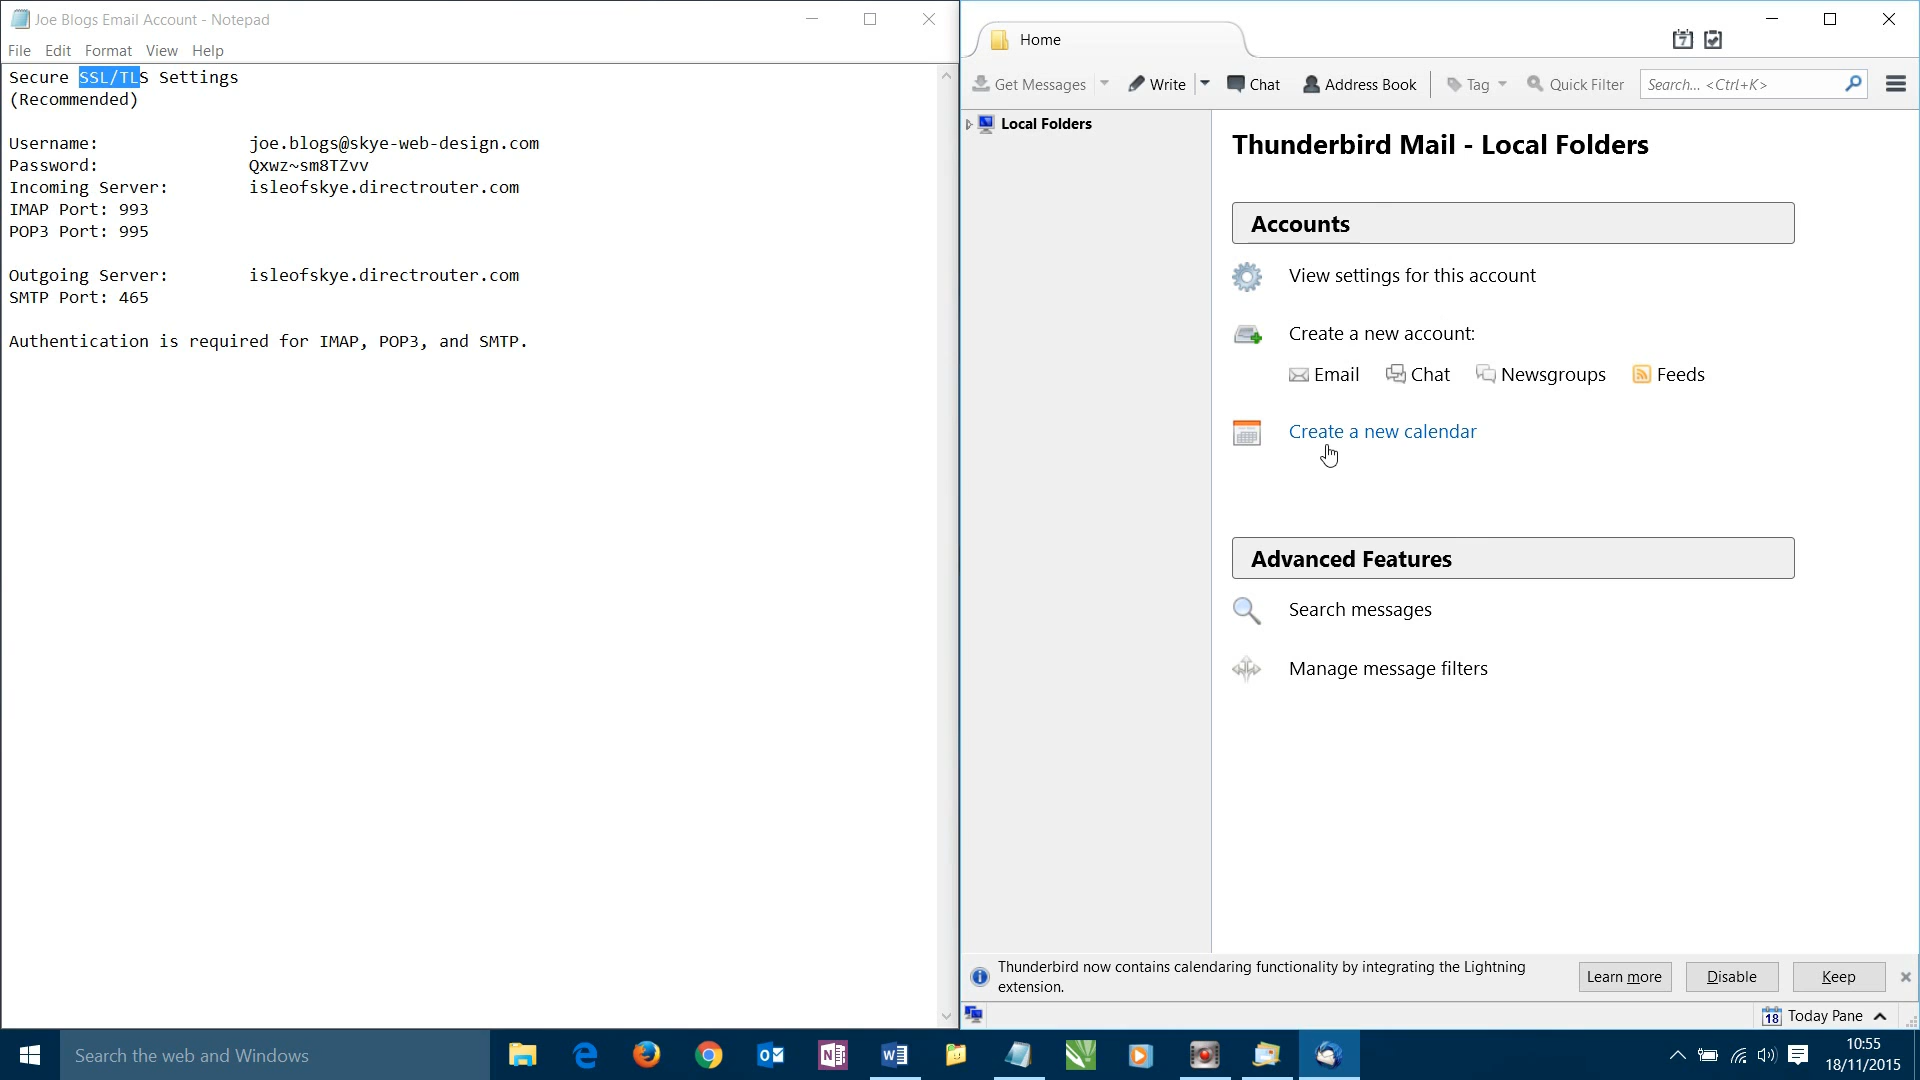 Joe Blogs Email Account - Notepad
File Edit Format View Help
Secure SSL/TLS Settings
(Recommended)
Username: joe.blogs@skye-web-design.com
Password: Qxwz~sm8TZvv
Incoming Server: isleofskye.directrouter.com
IMAP Port: 993
POP3 Port: 995
Outgoing Server: isleofskye.directrouter.com
SMTP Port: 465
Authentication is required for IMAP, POP3, and SMTP.
Home
7
Get Messages Write Chat Address Book Tag Quick Filter Search... <Ctrl+K>
Local Folders
Thunderbird Mail - Local Folders
Accounts
View settings for this account
Create a new account:
Email Chat Newsgroups Feeds
Create a new calendar
Advanced Features
Search messages
Manage message filters
Thunderbird now contains calendaring functionality by integrating the Lightning
extension.
Learn more Disable Keep
18 Today Pane
Search the web and Windows
10:55
18/11/2015